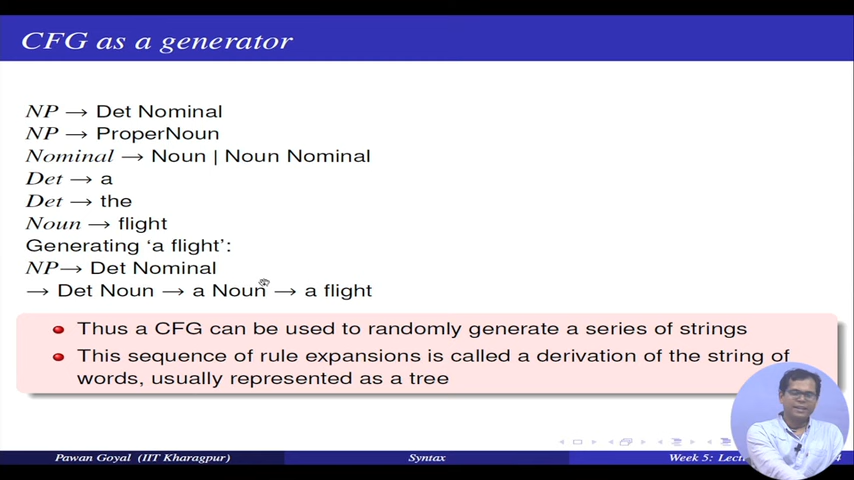 CFG as a generator
NP → Det Nominal
NP → ProperNoun
Nominal → Noun | Noun Nominal
Det → a
Det → the
Noun → flight
Generating ‘a flight’:
NP→ Det Nominal
→ Det Noun → a Noun → a flight
Thus a CFG can be used to randomly generate a series of strings
This sequence of rule expansions is called a derivation of the string of
words, usually represented as a tree
Pawan Goyal (IIT Kharagpur) Syntax Week 5: